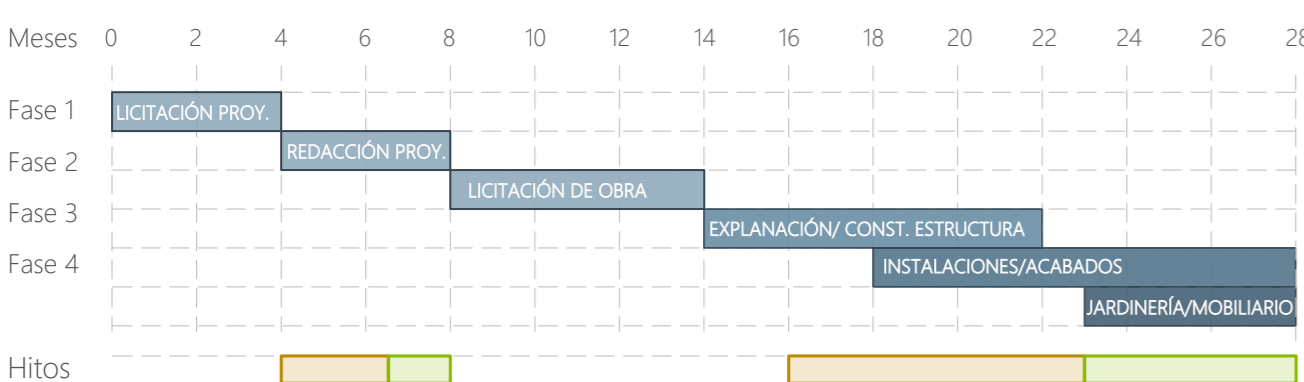 Meses 0 2 4 6 8 10 12 14 16 18 20 22 24 26 28
Fase 1 LICITACIÓN PROY.
REDACCIÓN PROY.
Fase 2
LICITACIÓN DE OBRA
Fase 3
EXPLANACIÓN/ CONST. ESTRUCTURA
Fase 4 INSTALACIONES/ACABADOS
JARDINERÍA/MOBILIARIO
Hitos